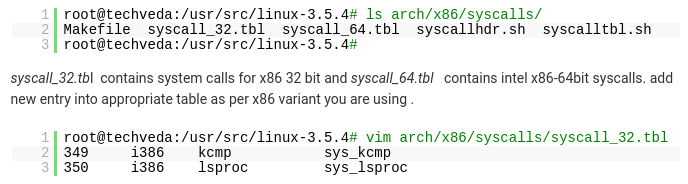 1 root@techveda:/usr/src/linux-3.5.4# ls arch/x86/syscalls/
2 Makefile  syscall_32.tbl  syscall_64.tbl  syscallhdr.sh  syscalltbl.sh
3 root@techveda:/usr/src/linux-3.5.4#
syscall_32.tbl  contains system calls for x86 32 bit and syscall_64.tbl   contains intel x86-64bit syscalls. add
new entry into appropriate table as per x86 variant you are using .
1 root@techveda:/usr/src/linux-3.5.4# vim arch/x86/syscalls/syscall_32.tbl
2 349     i386    kcmp            sys_kcmp
3 350     i386    lsproc          sys_lsproc